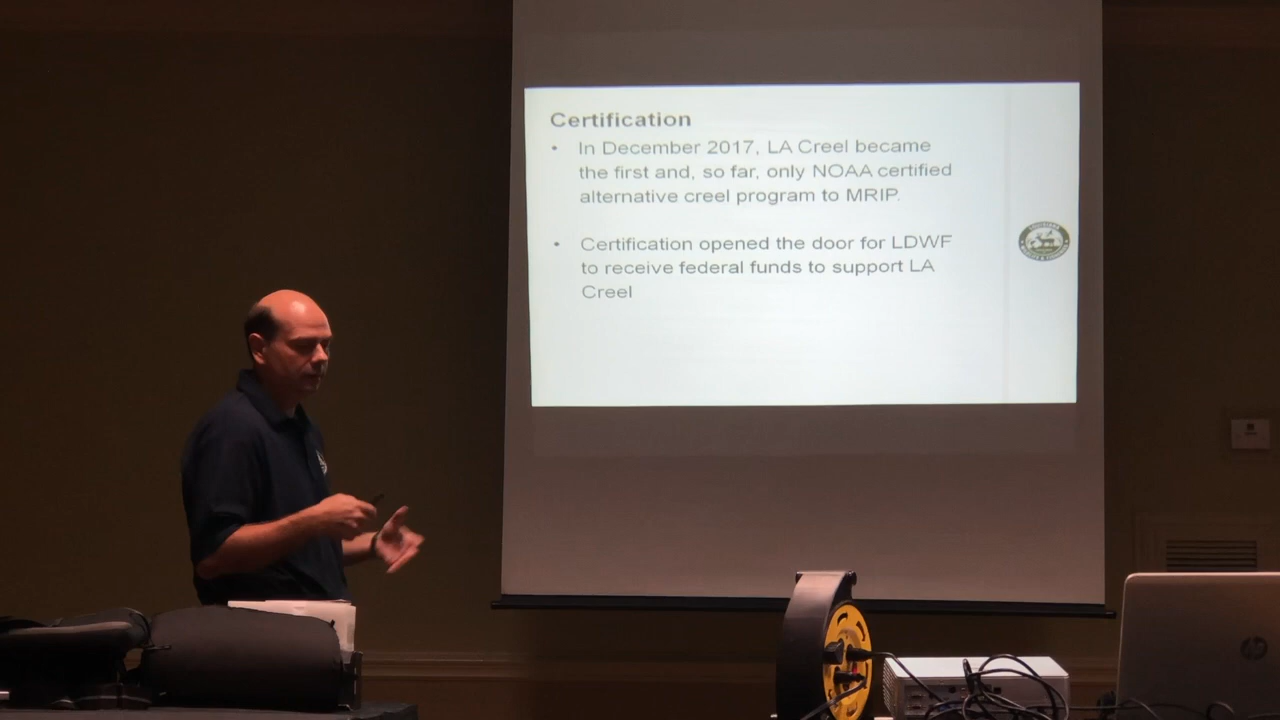 Certification
• In December 2017, LA Creel became
the first and, so far, only NOAA certified
alternative creel program to MRIP.
• Certification opened the door for LDWF
to receive federal funds to support LA
Creel
hp